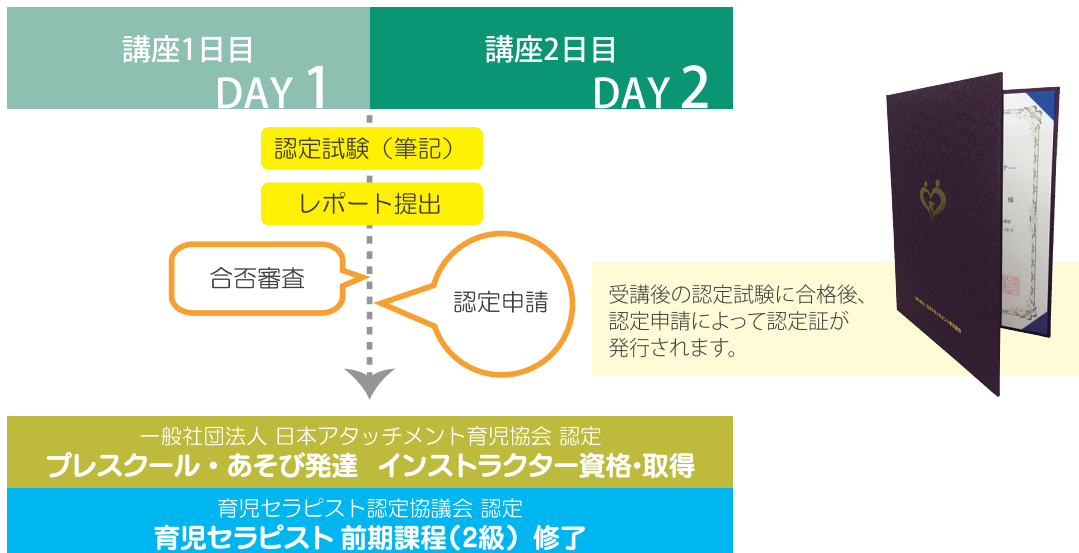 講座1日目
DAY 1
講座2日目
DAY 2
認定試験（筆記）
レポート提出
合否審査
認定申請
受講後の認定試験に合格後、
認定申請によって認定証が
発行されます。
一般社団法人 日本アタッチメント育児協会 認定
プレスクール・あそび発達 インストラクター資格・取得
育児セラピスト認定協議会 認定
育児セラピスト 前期課程（2級）修了